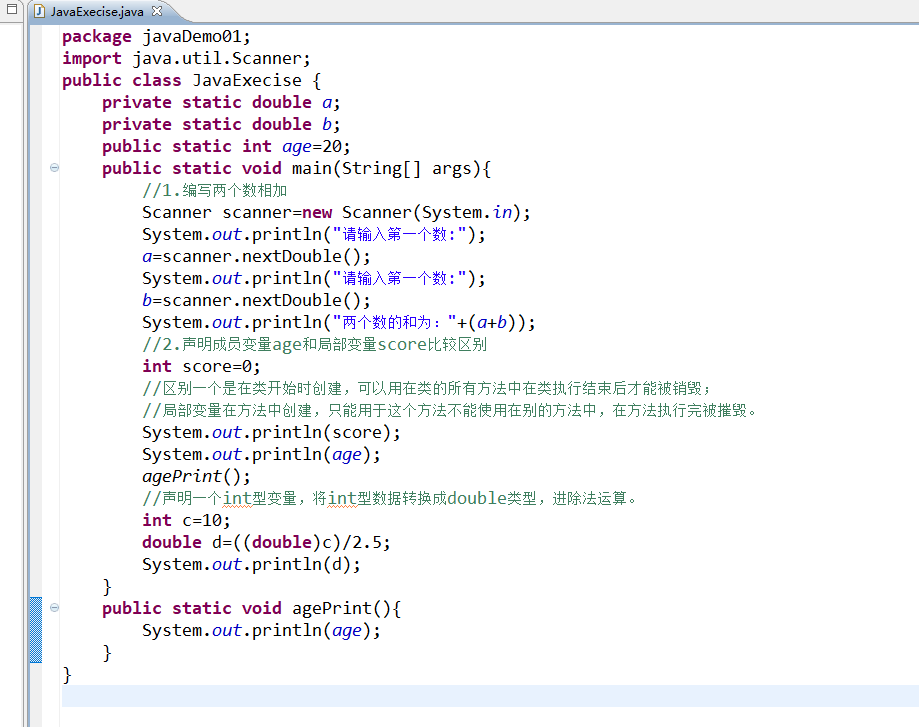 JavaExecise.java
package javaDemo01;
import java.util.Scanner;
public class JavaExecise {
    private static double a;
    private static double b;
    public static int age=20;
    public static void main(String[] args){
        //1.编写两个数相加
        Scanner scanner=new Scanner(System.in);
        System.out.println("请输入第一个数:");
        a=scanner.nextDouble();
        System.out.println("请输入第一个数:");
        b=scanner.nextDouble();
        System.out.println("两个数的和为："+(a+b));
        //2.声明成员变量age和局部变量score比较区别
        int score=0;
        //区别一个是在类开始时创建，可以用在类的所有方法中在类执行结束后才能被销毁；
        //局部变量在方法中创建，只能用于这个方法不能使用在别的方法中，在方法执行完被摧毁。
        System.out.println(score);
        System.out.println(age);
        agePrint();
        //声明一个int型变量，将int型数据转换成double类型，进除法运算。
        int c=10;
        double d=((double)c)/2.5;
        System.out.println(d);
    }
    public static void agePrint(){
        System.out.println(age);
    }
}